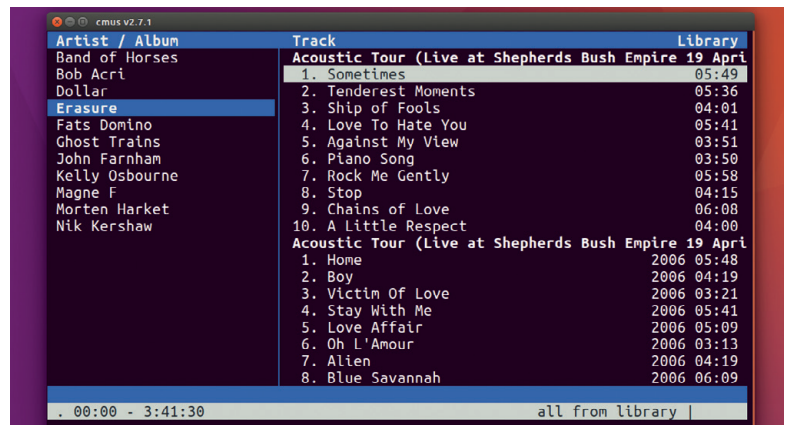 cmus v2.7.1
Artist / Album
Band of Horses
Bob Acri
Dollar
Erasure
Fats Domino
Ghost Trains
John Farnham
Kelly Osbourne
Magne F
Morten Harket
Nik Kershaw
Track Library
Acoustic Tour (Live at Shepherds Bush Empire 19 Apri
1. Sometimes 05:49
2. Tenderest Moments 05:36
3. Ship of Fools 04:01
4. Love To Hate You 05:41
5. Against My View 03:51
6. Piano Song 03:50
7. Rock Me Gently 05:58
8. Stop 04:15
9. Chains of Love 06:08
10. A Little Respect 04:00
Acoustic Tour (Live at Shepherds Bush Empire 19 Apri
1. Home 2006 05:48
2. Boy 2006 04:19
3. Victim Of Love 2006 03:21
4. Stay With Me 2006 05:41
5. Love Affair 2006 05:09
6. Oh L'Amour 2006 03:13
7. Alien 2006 04:19
8. Blue Savannah 2006 06:09
. 00:00 - 3:41:30 all from library |